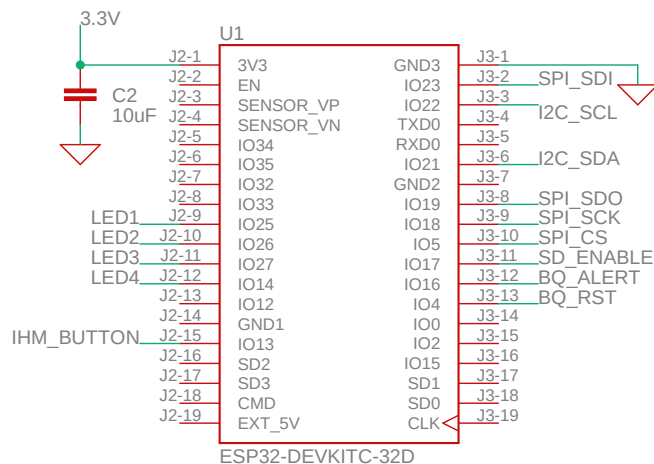 3.3V
U1
C2
10uF
J2-1 3V3 GND3 J3-1
J2-2 EN IO23 J3-2 SPI_SDI
J2-3 SENSOR_VP IO22 J3-3 I2C_SCL
J2-4 SENSOR_VN TXD0 J3-4
J2-5 IO34 RXD0 J3-5
J2-6 IO35 IO21 J3-6 I2C_SDA
J2-7 IO32 GND2 J3-7
J2-8 IO33 IO19 J3-8 SPI_SDO
LED1 J2-9 IO25 IO18 J3-9 SPI_SCK
LED2 J2-10 IO26 IO5 J3-10 SPI_CS
LED3 J2-11 IO27 IO17 J3-11 SD_ENABLE
LED4 J2-12 IO14 IO16 J3-12 BQ_ALERT
J2-13 IO12 IO4 J3-13 BQ_RST
J2-14 GND1 IO0 J3-14
IHM_BUTTON J2-15 IO13 IO2 J3-15
J2-16 SD2 IO15 J3-16
J2-17 SD3 SD1 J3-17
J2-18 CMD SD0 J3-18
J2-19 EXT_5V CLK J3-19
ESP32-DEVKITC-32D